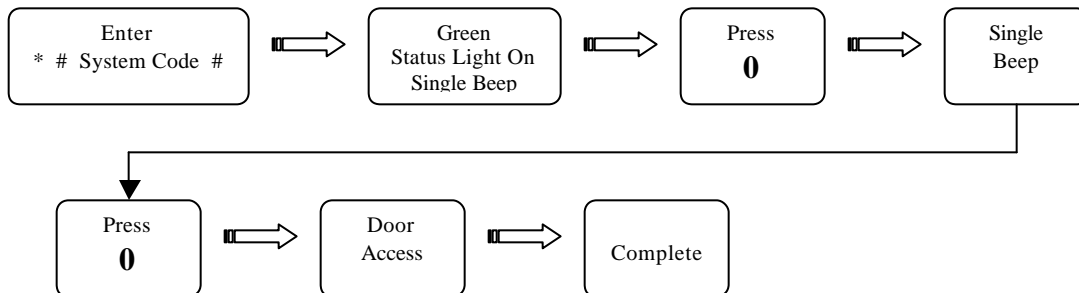 Enter
* # System Code #
Green
Status Light On
Single Beep
Press
0
Single
Beep
Press
0
Door
Access
Complete